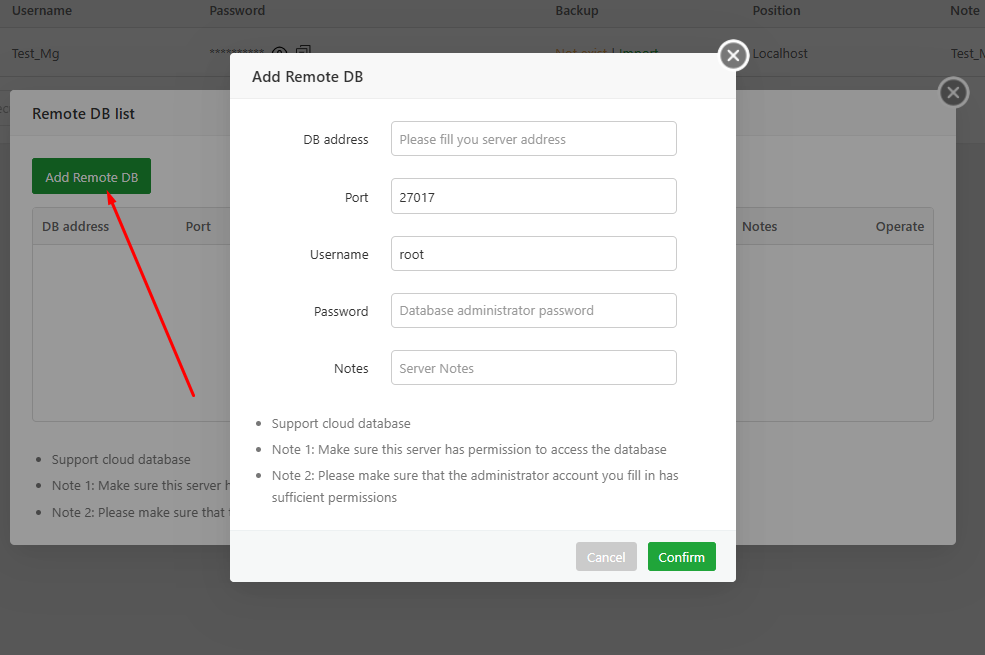 Username Password Backup Position Note
Test_Mg ********** Not exist | Import Localhost Test_M
Add Remote DB
Remote DB list
DB address Please fill you server address
Add Remote DB
Port 27017
DB address Port Notes Operate
Username root
Password Database administrator password
Notes Server Notes
Support cloud database
Note 1: Make sure this server has permission to access the database
Note 2: Please make sure that the administrator account you fill in has
sufficient permissions
Support cloud database
Note 1: Make sure this server h
Note 2: Please make sure that
Cancel Confirm